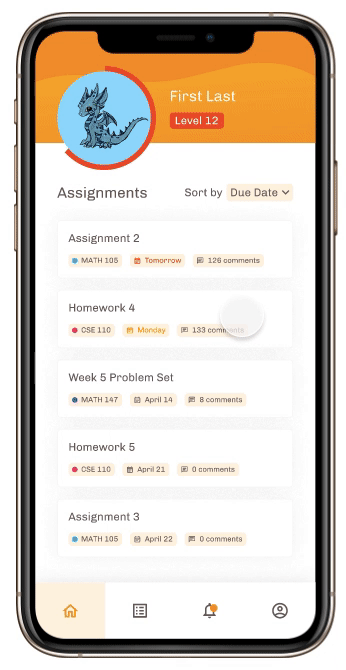 First Last
Level 12
Assignments
Sort by Due Date
Assignment 2
MATH 105 Tomorrow 126 comments
Homework 4
CSE 110 Monday 133 comments
Week 5 Problem Set
MATH 147 April 14 8 comments
Homework 5
CSE 110 April 21 0 comments
Assignment 3
MATH 105 April 22 0 comments